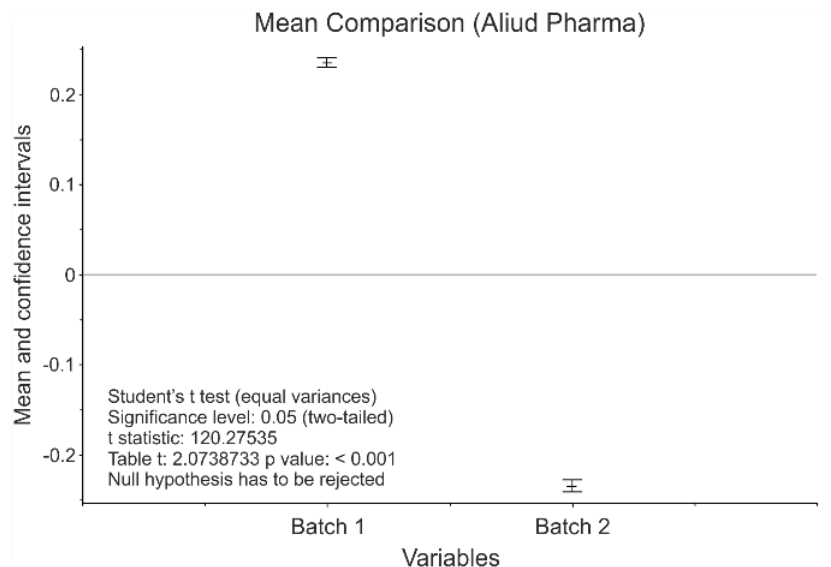 Mean Comparison (Aliud Pharma)
Mean and confidence intervals
0.2
0.1
0
-0.1
-0.2
Student's t test (equal variances)
Significance level: 0.05 (two-tailed)
t statistic: 120.27535
Table t: 2.0738733 p value: < 0.001
Null hypothesis has to be rejected
Batch 1
Batch 2
Variables